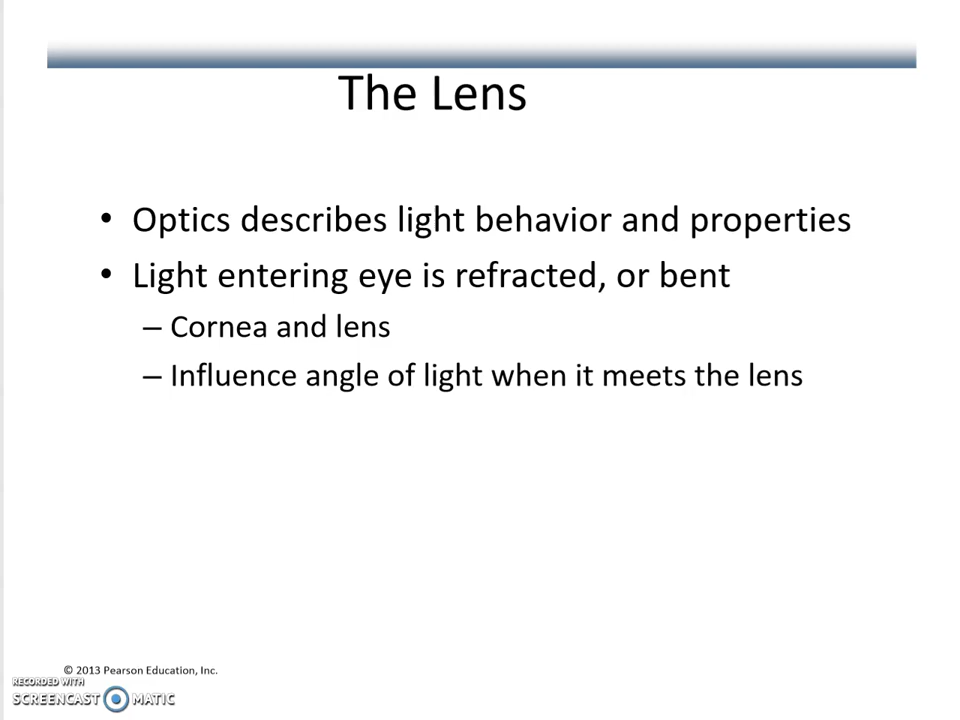 The Lens
• Optics describes light behavior and properties
• Light entering eye is refracted, or bent
– Cornea and lens
– Influence angle of light when it meets the lens
© 2013 Pearson Education, Inc.
RECORDED WITH
SCREENCAST MATIC